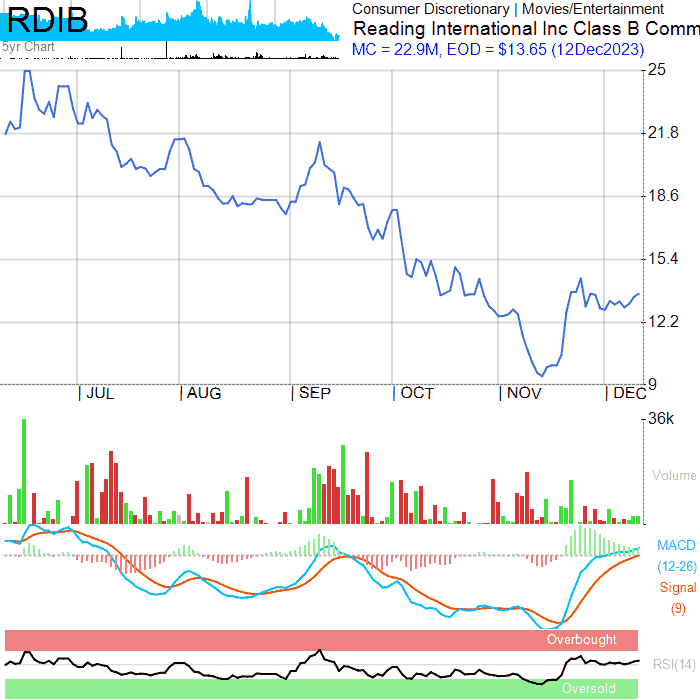 RDIB
5yr Chart
Consumer Discretionary | Movies/Entertainment
Reading International Inc Class B Comm
MC = 22.9M, EOD = $13.65 (12Dec2023)
25
21.8
18.6
15.4
12.2
9
JUL AUG SEP OCT NOV DEC
36k
Volume
MACD
(12-26)
Signal
(9)
Overbought
RSI(14)
Oversold